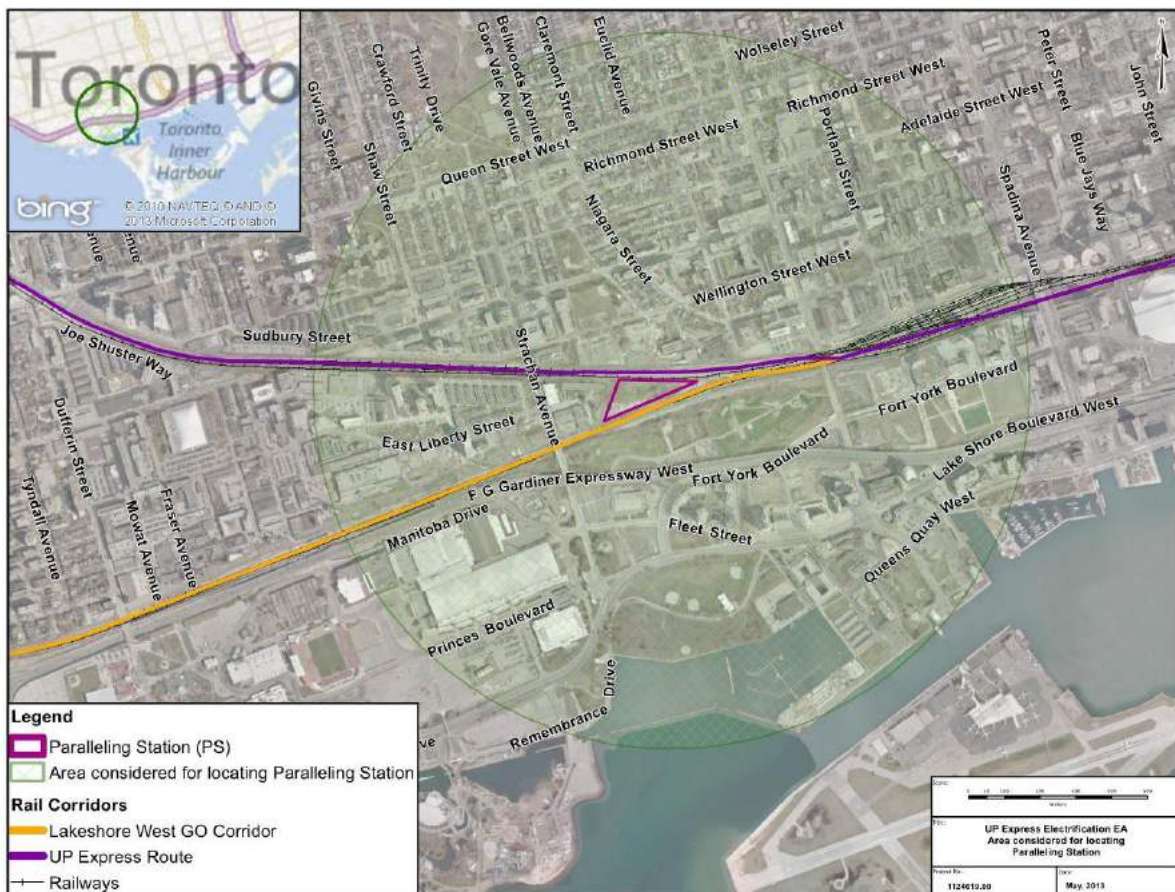 Toronto
Toronto
Inner
Harbour
bing
© 2010 NAVTEQ © AND ©
2013 Microsoft Corporation
Givins Street
Crawford Street
Shaw Street
Trinity Drive
Gore Vale Avenue
Bellwoods Avenue
Claremont Street
Euclid Avenue
Wolseley Street
Richmond Street West
Adelaide Street West
Peter Street
John Street
Blue Jays Way
Queen Street West
Richmond Street West
Portland Street
Niagara Street
Spadina Avenue
Wellington Street West
Sudbury Street
Joe Shuster Way
Strachan Avenue
Dufferin Street
East Liberty Street
Fort York Boulevard
Tyndall Avenue
Mowat Avenue
Fraser Avenue
F G Gardiner Expressway West
Fort York Boulevard
Lake Shore Boulevard West
Manitoba Drive
Fleet Street
Queens Quay West
Princes Boulevard
Remembrance Drive
Legend
Paralleling Station (PS)
Area considered for locating Paralleling Station
Rail Corridors
Lakeshore West GO Corridor
UP Express Route
Railways
UP Express Electrification EA
Area considered for locating
Paralleling Station
1124019.00
May, 2013